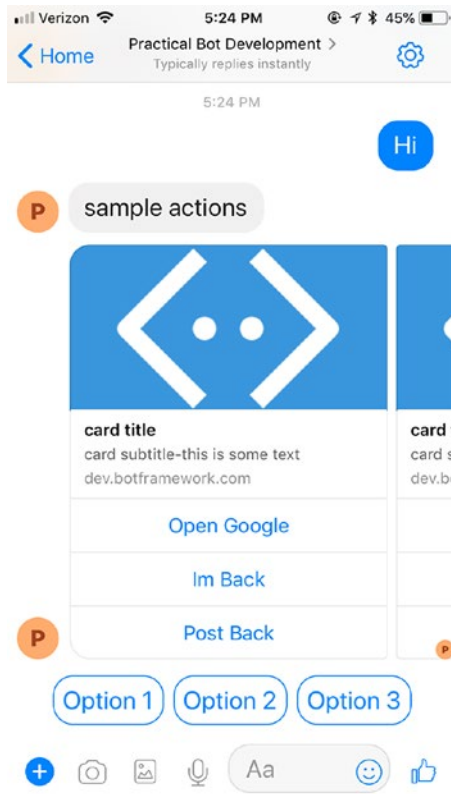 Verizon 5:24 PM 45%
Home Practical Bot Development >
Typically replies instantly
5:24 PM
Hi
P sample actions
card title card
card subtitle-this is some text card s
dev.botframework.com dev.b
Open Google
Im Back
P Post Back P
Option 1 Option 2 Option 3
Aa